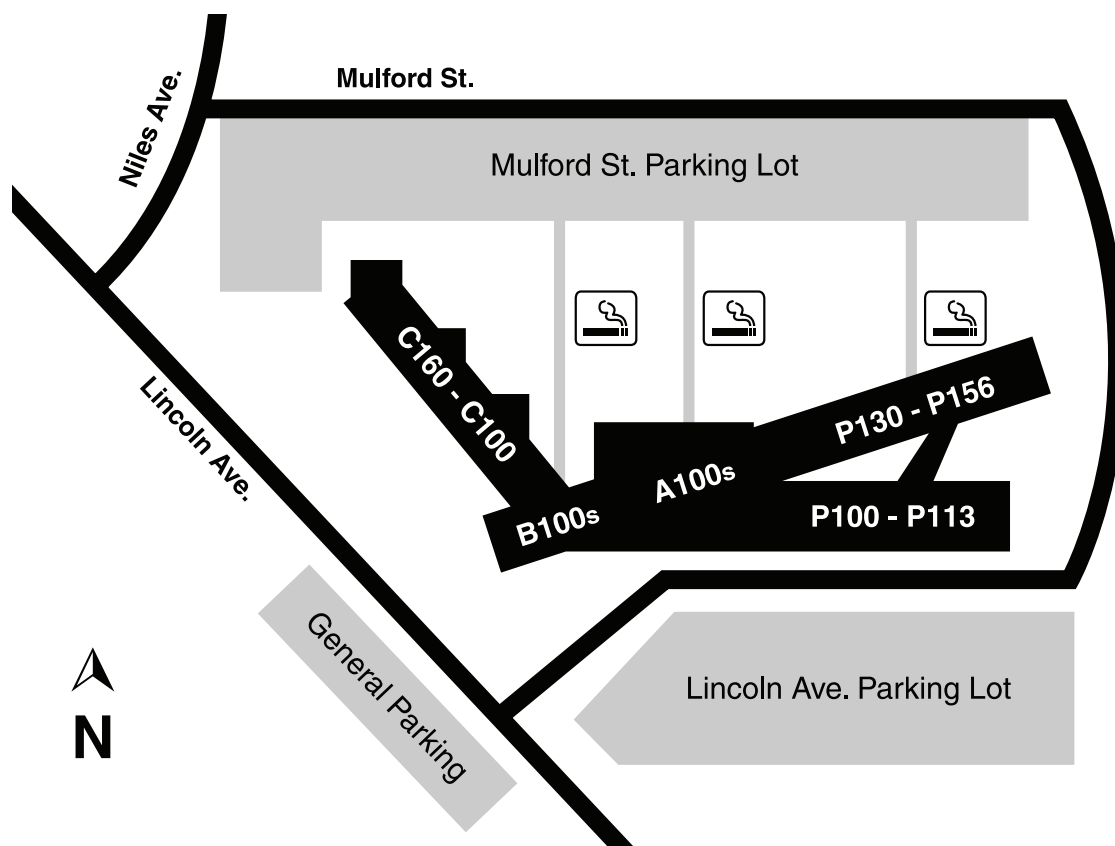 Mulford St.
Niles Ave.
Mulford St. Parking Lot
C160 - C100
Lincoln Ave.
P130 - P156
A100s
B100s
P100 - P113
General Parking
Lincoln Ave. Parking Lot
N